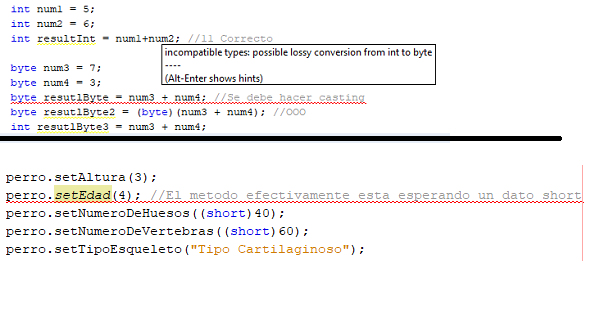 int num1 = 5;
int num2 = 6;
int resultInt = num1+num2; //11 Correcto
incompatible types: possible lossy conversion from int to byte
----
(Alt-Enter shows hints)
byte num3 = 7;
byte num4 = 3;
byte resutlByte = num3 + num4; //Se debe hacer casting
byte resutlByte2 = (byte)(num3 + num4); //OOO
int resutlByte3 = num3 + num4;
perro.setAltura(3);
perro.setEdad(4); //El metodo efectivamente esta esperando un dato short
perro.setNumeroDeHuesos((short)40);
perro.setNumeroDeVertebras((short)60);
perro.setTipoEsqueleto("Tipo Cartilaginoso");